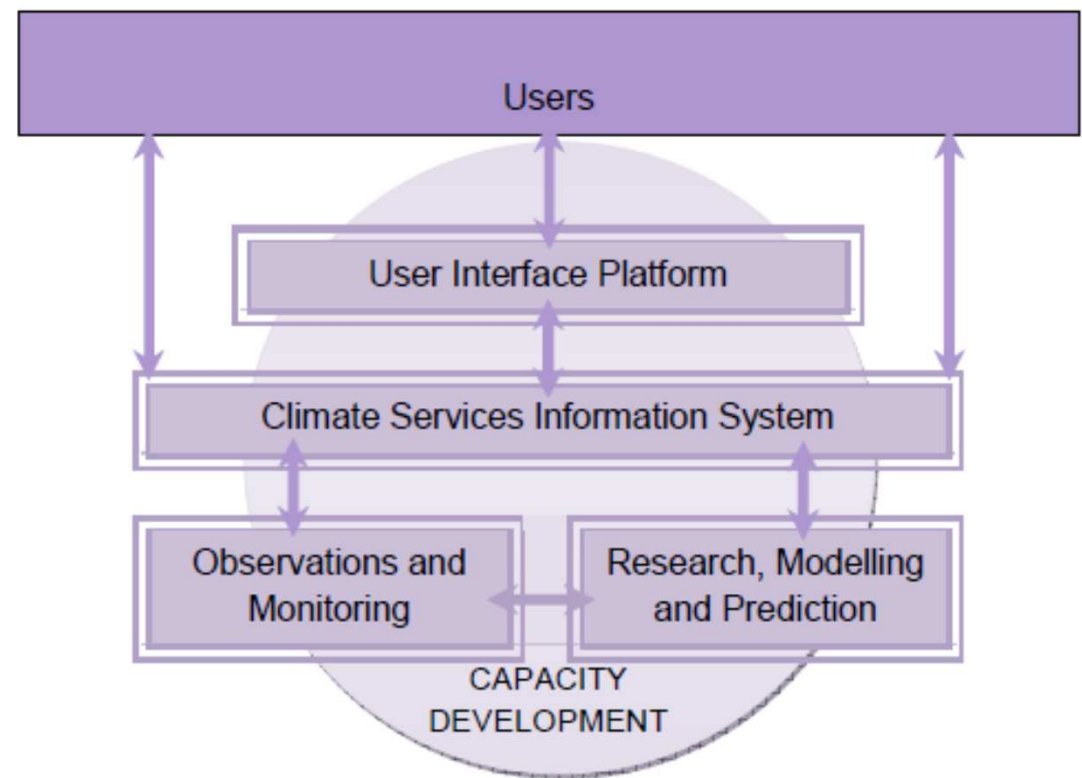 Users
User Interface Platform
Climate Services Information System
Observations and
Monitoring
Research, Modelling
and Prediction
CAPACITY
DEVELOPMENT